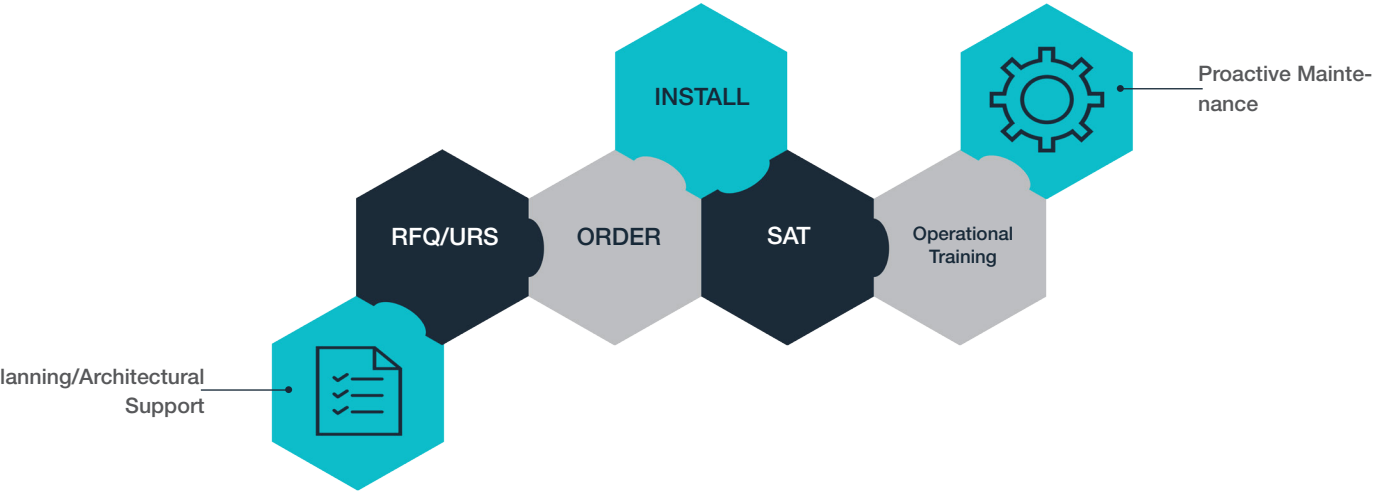 INSTALL
Proactive Mainte-
nance
RFQ/URS
ORDER
SAT
Operational
Training
lanning/Architectural
Support